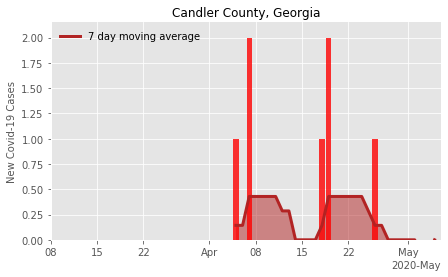 Candler County, Georgia
7 day moving average
New Covid-19 Cases
2.00
1.75
1.50
1.25
1.00
0.75
0.50
0.25
0.00
08 15 22 Apr 08 15 22 May
2020-May